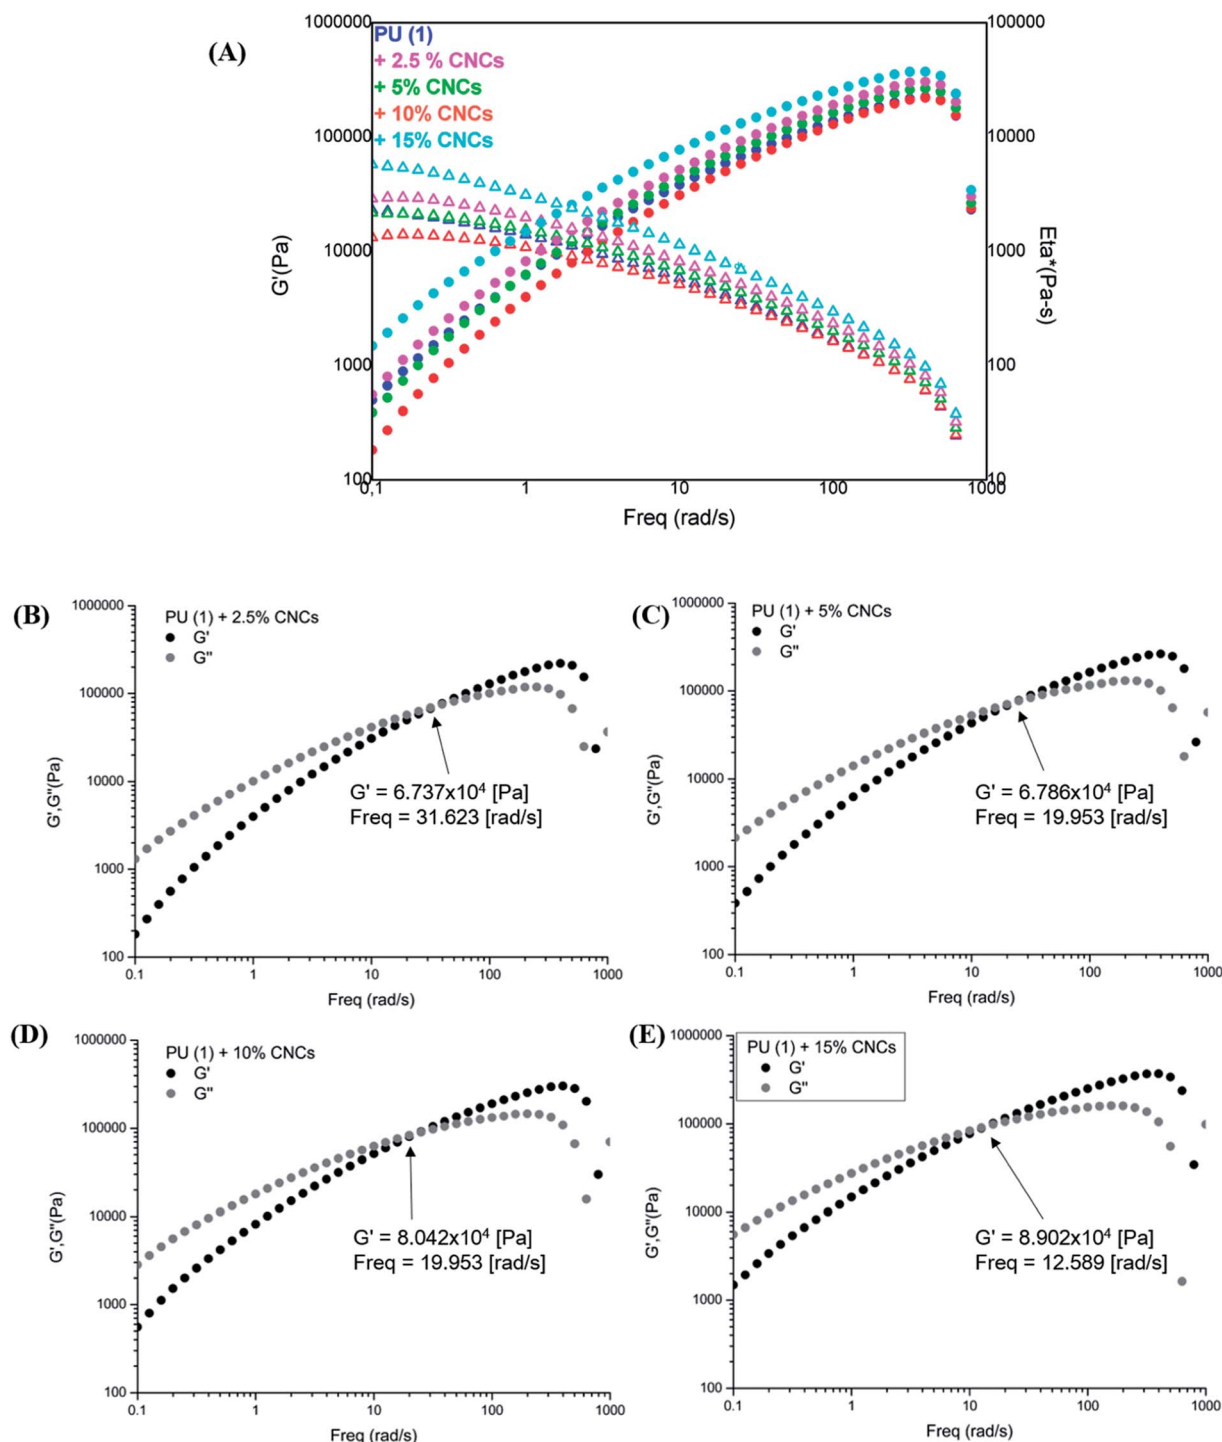 (A)
1000000
100000
10000
1000
100
G'(Pa)
PU (1)
+ 2.5 % CNCs
+ 5% CNCs
+ 10% CNCs
+ 15% CNCs
100000
10000
1000
100
10
Eta*(Pa-s)
0,1
1
10
100
1000
Freq (rad/s)
(B)
1000000
100000
10000
1000
100
G',G"(Pa)
PU (1) + 2.5% CNCs
G'
G"
G' = 6.737x10⁴ [Pa]
Freq = 31.623 [rad/s]
0.1
1
10
100
1000
Freq (rad/s)
(C)
1000000
100000
10000
1000
100
G',G"(Pa)
PU (1) + 5% CNCs
G'
G"
G' = 6.786x10⁴ [Pa]
Freq = 19.953 [rad/s]
0.1
1
10
100
1000
Freq (rad/s)
(D)
1000000
100000
10000
1000
100
G',G"(Pa)
PU (1) + 10% CNCs
G'
G"
G' = 8.042x10⁴ [Pa]
Freq = 19.953 [rad/s]
0.1
1
10
100
1000
Freq (rad/s)
(E)
1000000
100000
10000
1000
100
G',G"(Pa)
PU (1) + 15% CNCs
G'
G"
G' = 8.902x10⁴ [Pa]
Freq = 12.589 [rad/s]
0.1
1
10
100
1000
Freq (rad/s)